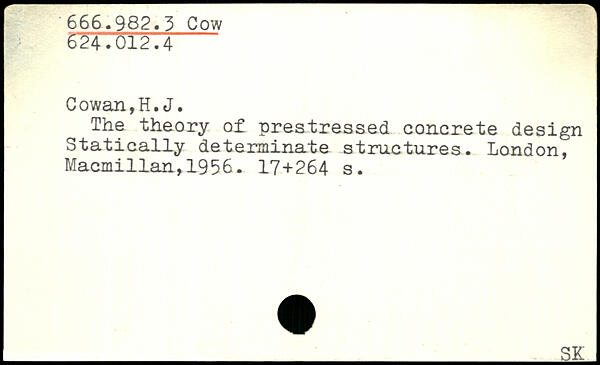 666.982.3 Cow
624.012.4
Cowan,H.J.
The theory of prestressed concrete design
Statically determinate structures. London,
Macmillan,1956. 17+264 s.
SK